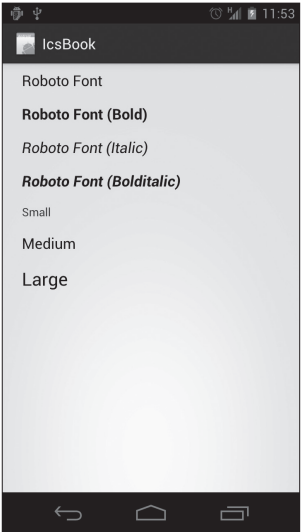 H 11:53
IcsBook
Roboto Font
Roboto Font (Bold)
Roboto Font (Italic)
Roboto Font (Bolditalic)
Small
Medium
Large